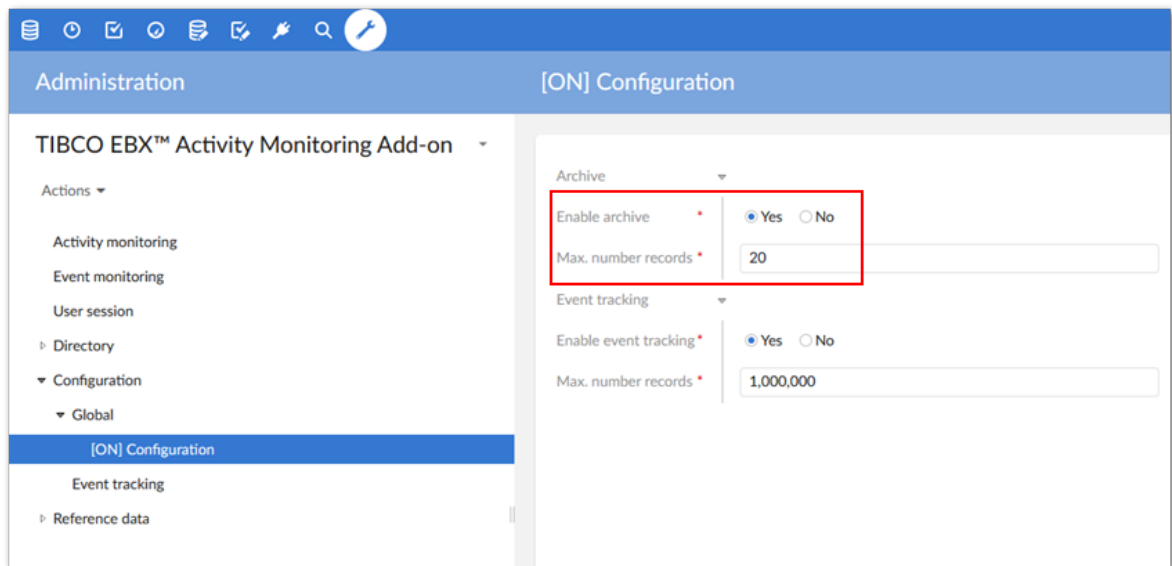 Administration
[ON] Configuration
TIBCO EBX™ Activity Monitoring Add-on
Actions
Activity monitoring
Event monitoring
User session
Directory
Configuration
Global
[ON] Configuration
Event tracking
Reference data
Archive
Enable archive * Yes No
Max. number records * 20
Event tracking
Enable event tracking * Yes No
Max. number records * 1,000,000